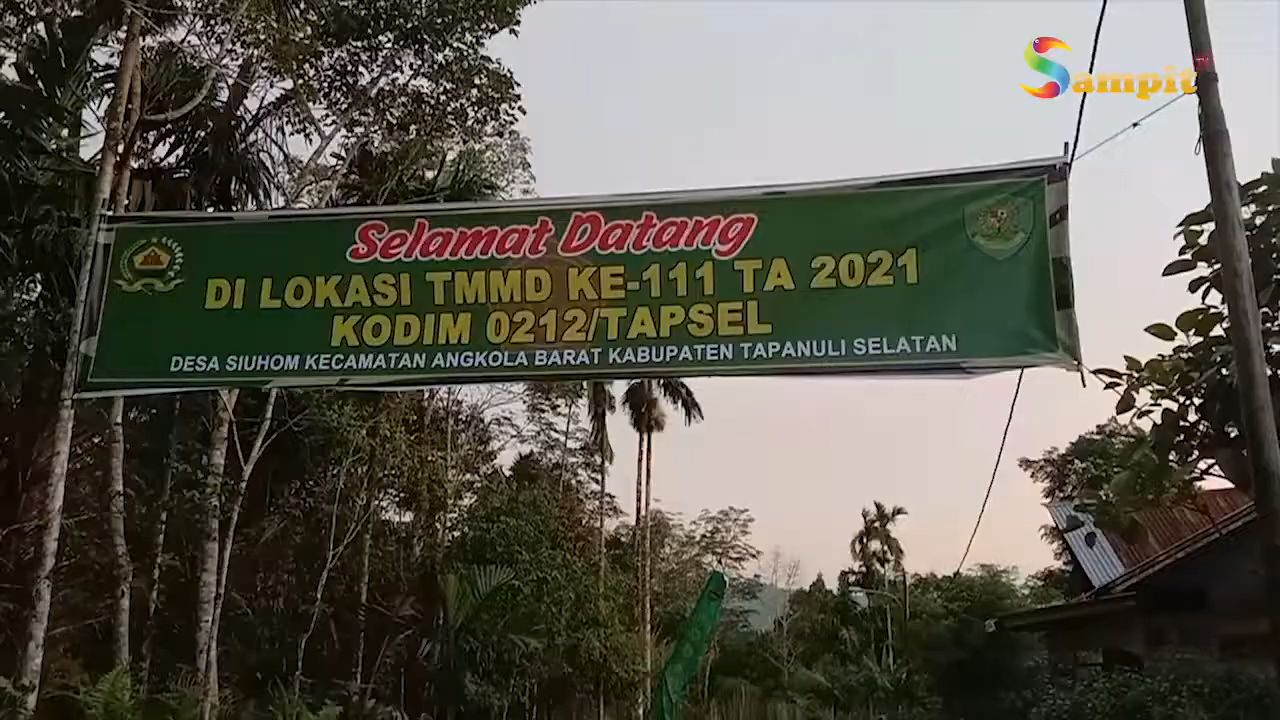 Sampit TV
Selamat Datang
DI LOKASI TMMD KE-111 TA 2021
KODIM 0212/TAPSEL
DESA SIUHOM KECAMATAN ANGKOLA BARAT KABUPATEN TAPANULI SELATAN